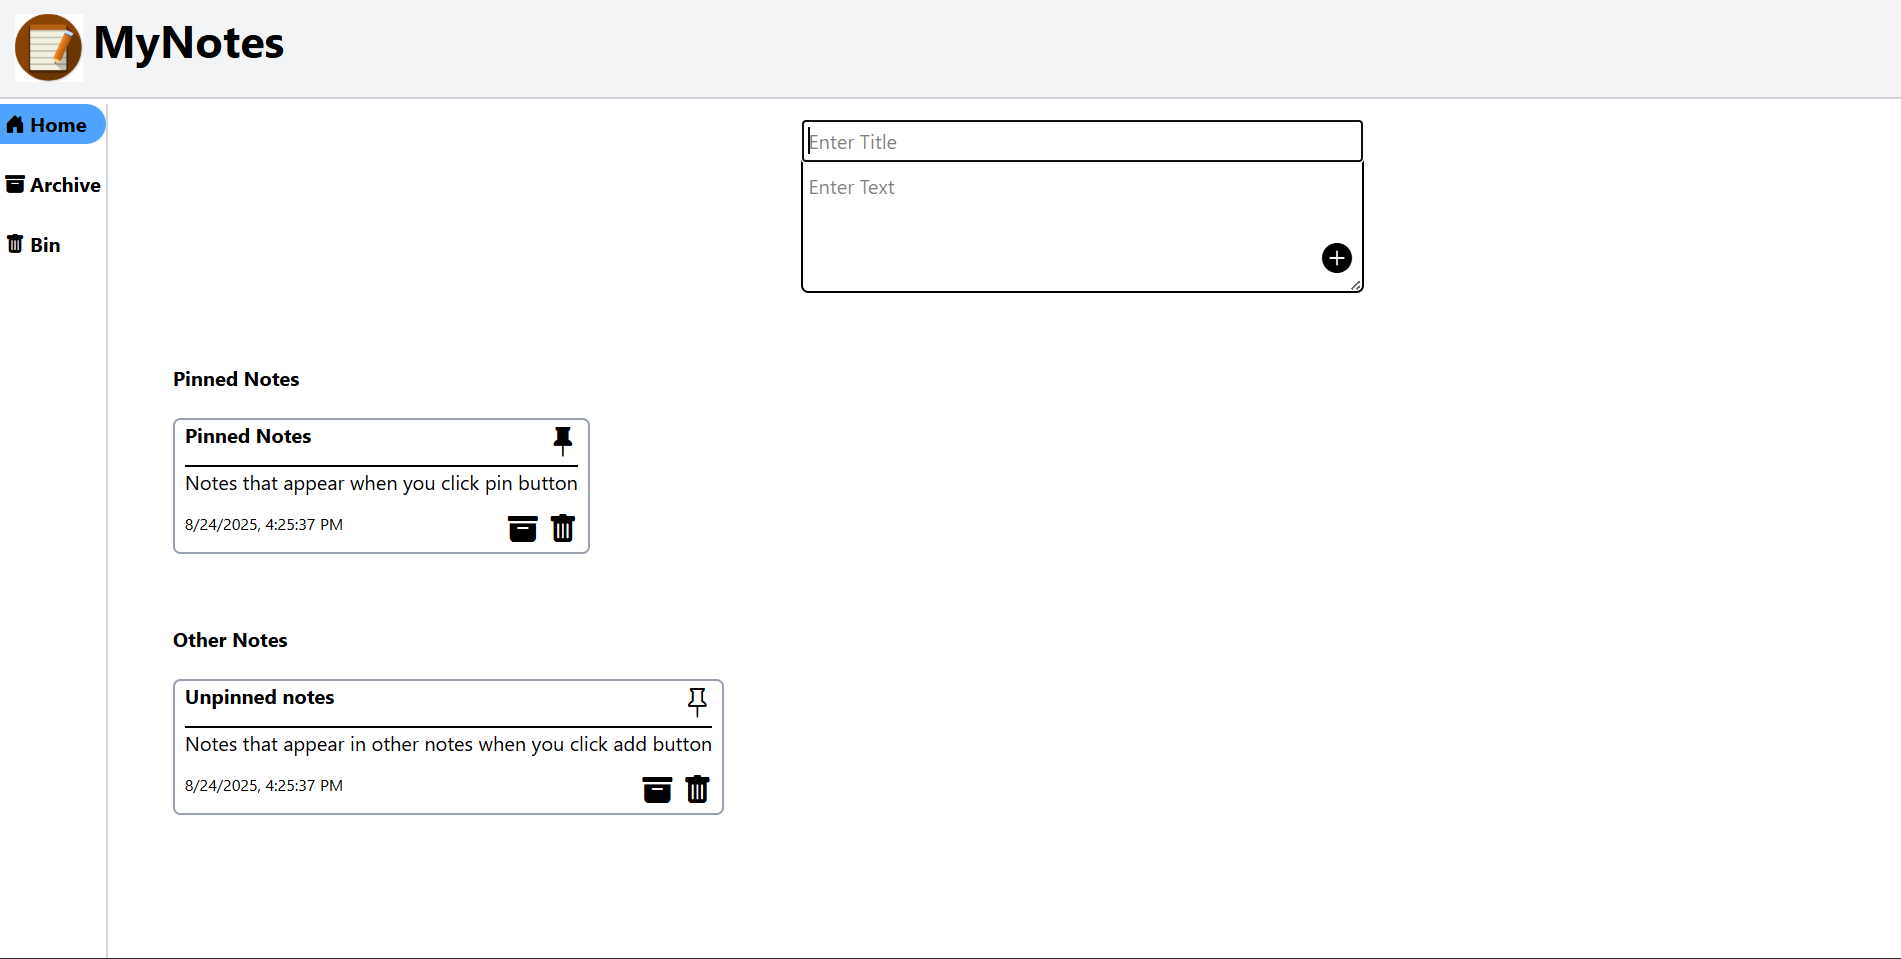 MyNotes
Home
Archive
Bin
Enter Title
Enter Text
Pinned Notes
Pinned Notes
Notes that appear when you click pin button
8/24/2025, 4:25:37 PM
Other Notes
Unpinned notes
Notes that appear in other notes when you click add button
8/24/2025, 4:25:37 PM